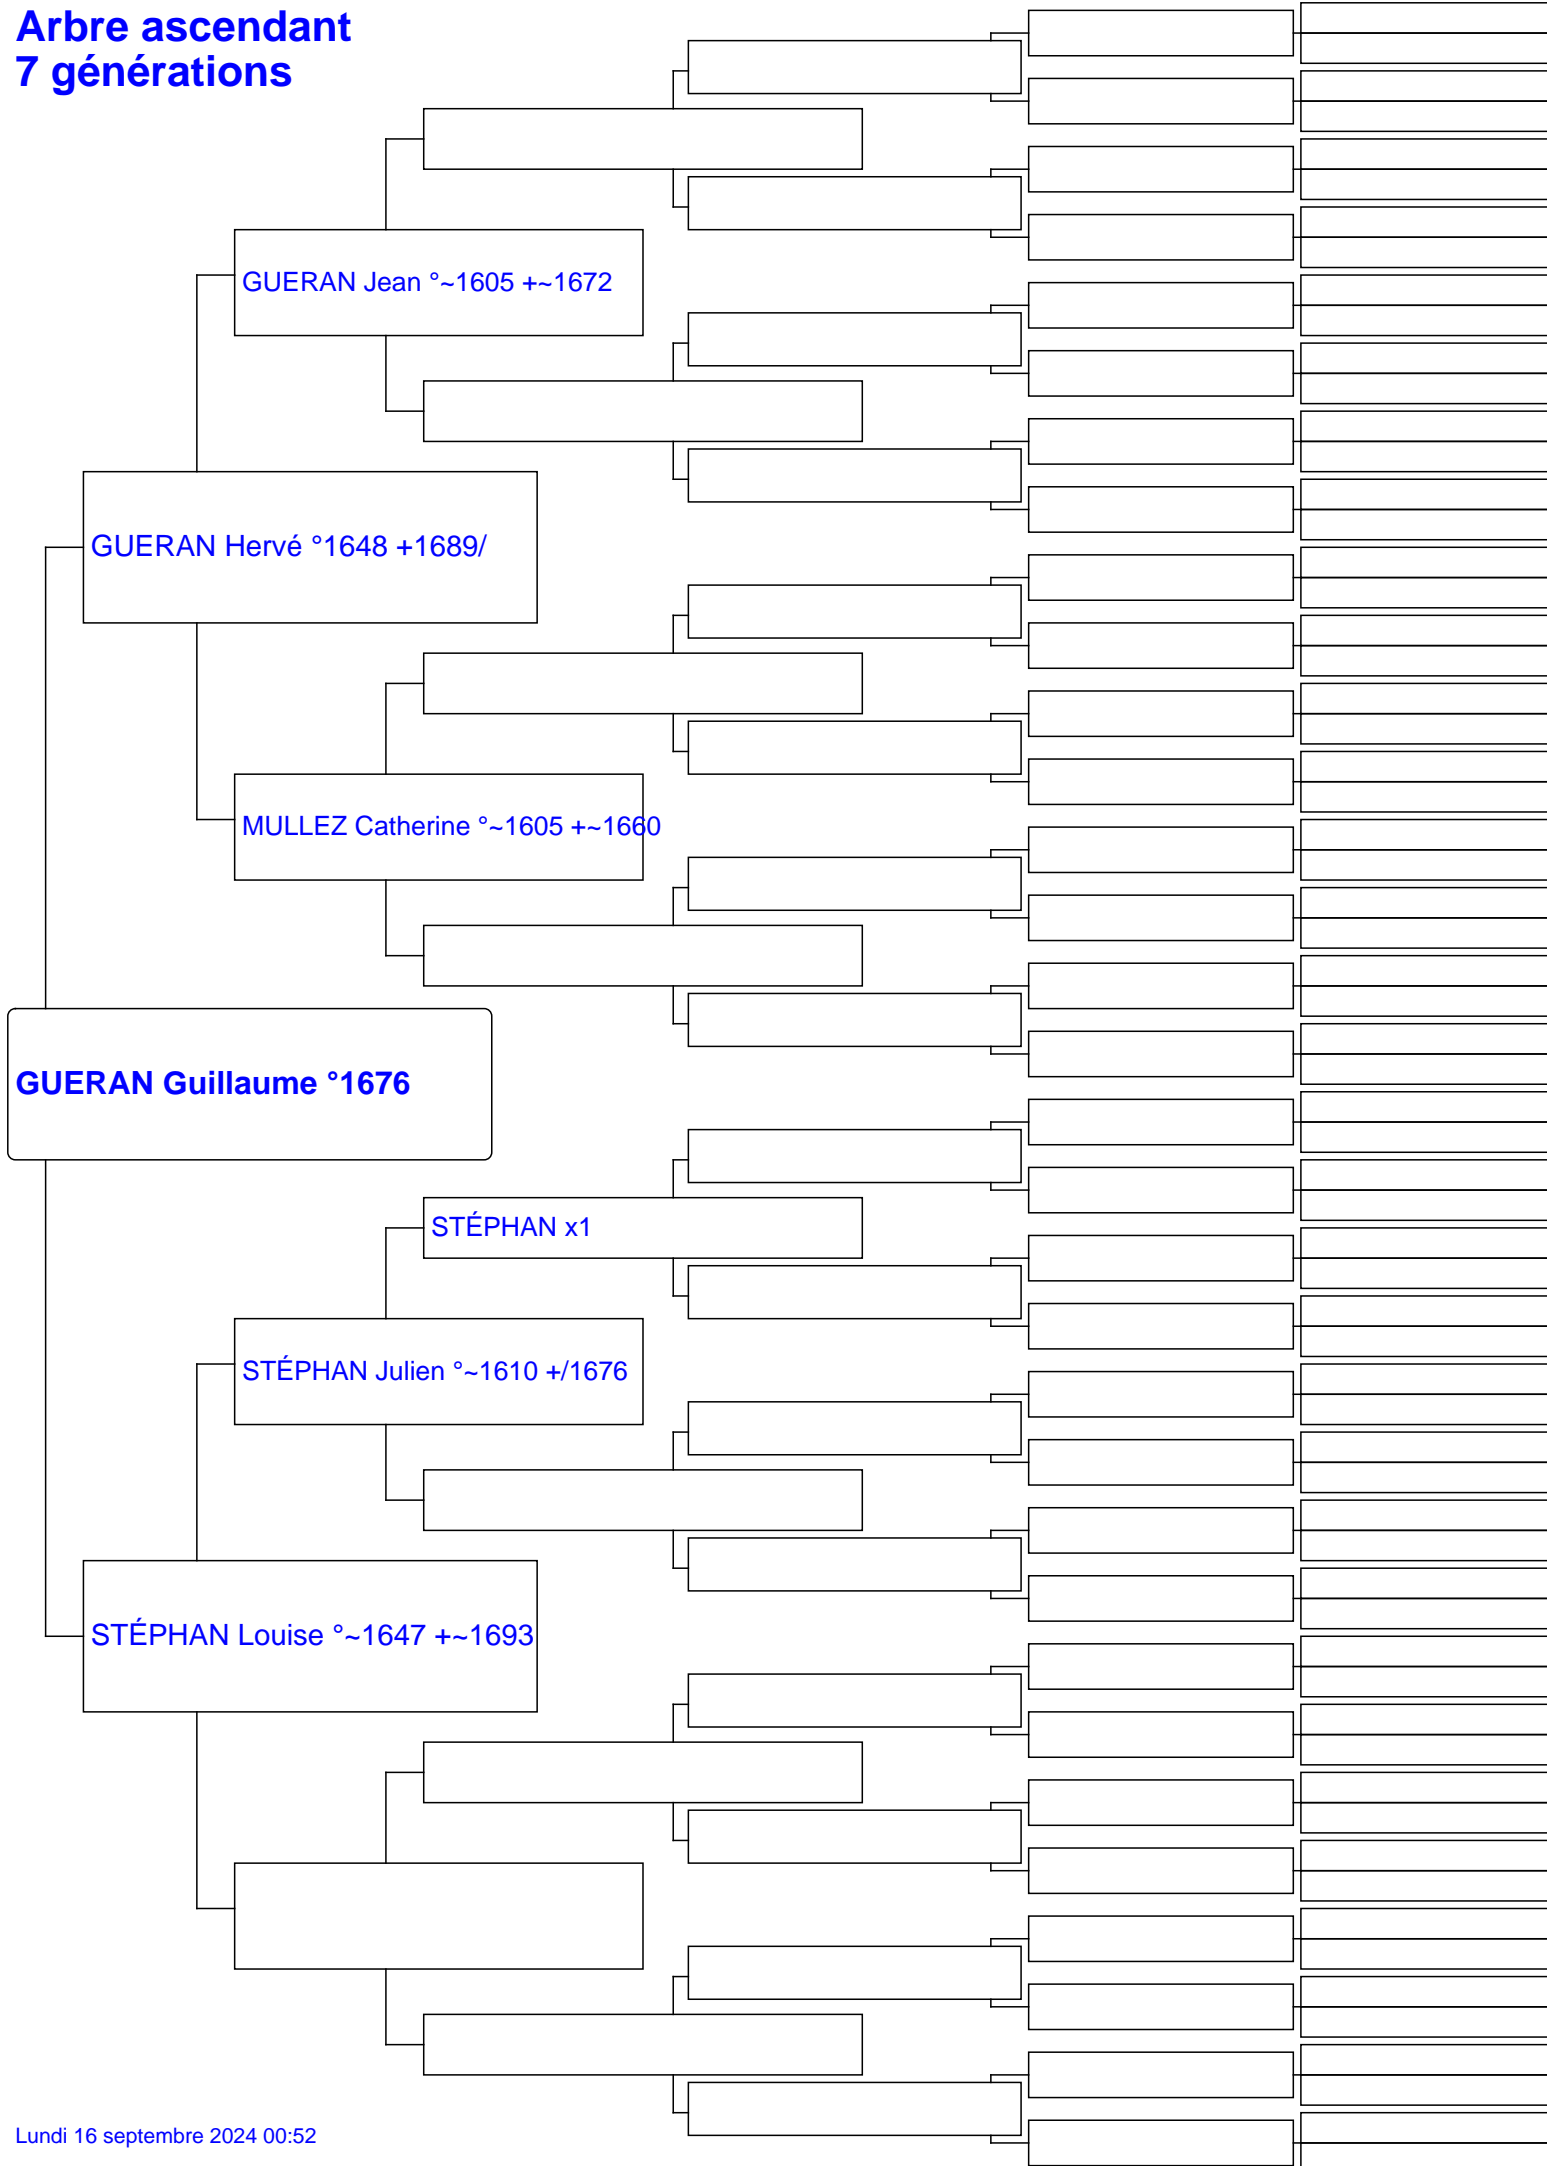 Arbre ascendant
7 générations
GUERAN Jean °~1605 +~1672
GUERAN Hervé °1648 +1689/
MULLEZ Catherine °~1605 +~1660
GUERAN Guillaume °1676
STÉPHAN x1
STÉPHAN Julien °~1610 +/1676
STÉPHAN Louise °~1647 +~1693
Lundi 16 septembre 2024 00:52